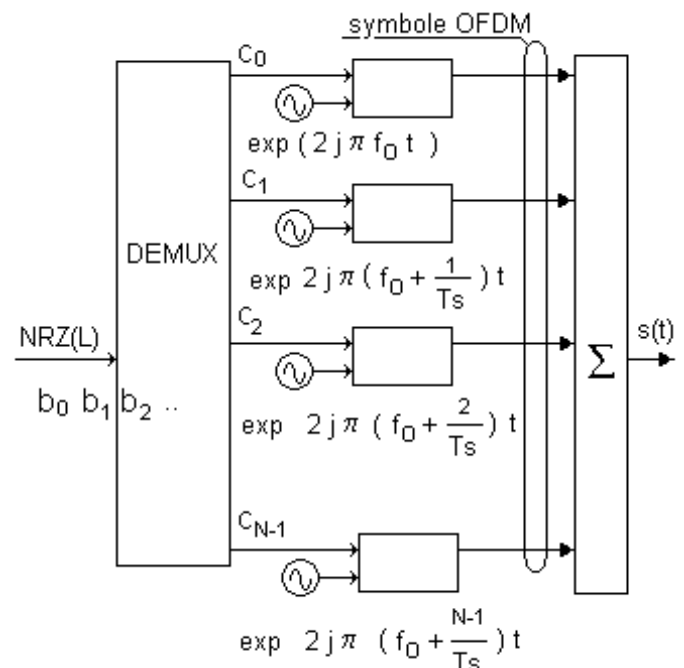 symbole OFDM
C0
exp ( 2 j π f0 t )
C1
DEMUX
exp 2 j π ( f0 + 1/Ts ) t
C2
NRZ(L)
s(t)
Σ
b0 b1 b2 ..
exp 2 j π ( f0 + 2/Ts ) t
CN-1
exp 2 j π ( f0 + N-1/Ts ) t